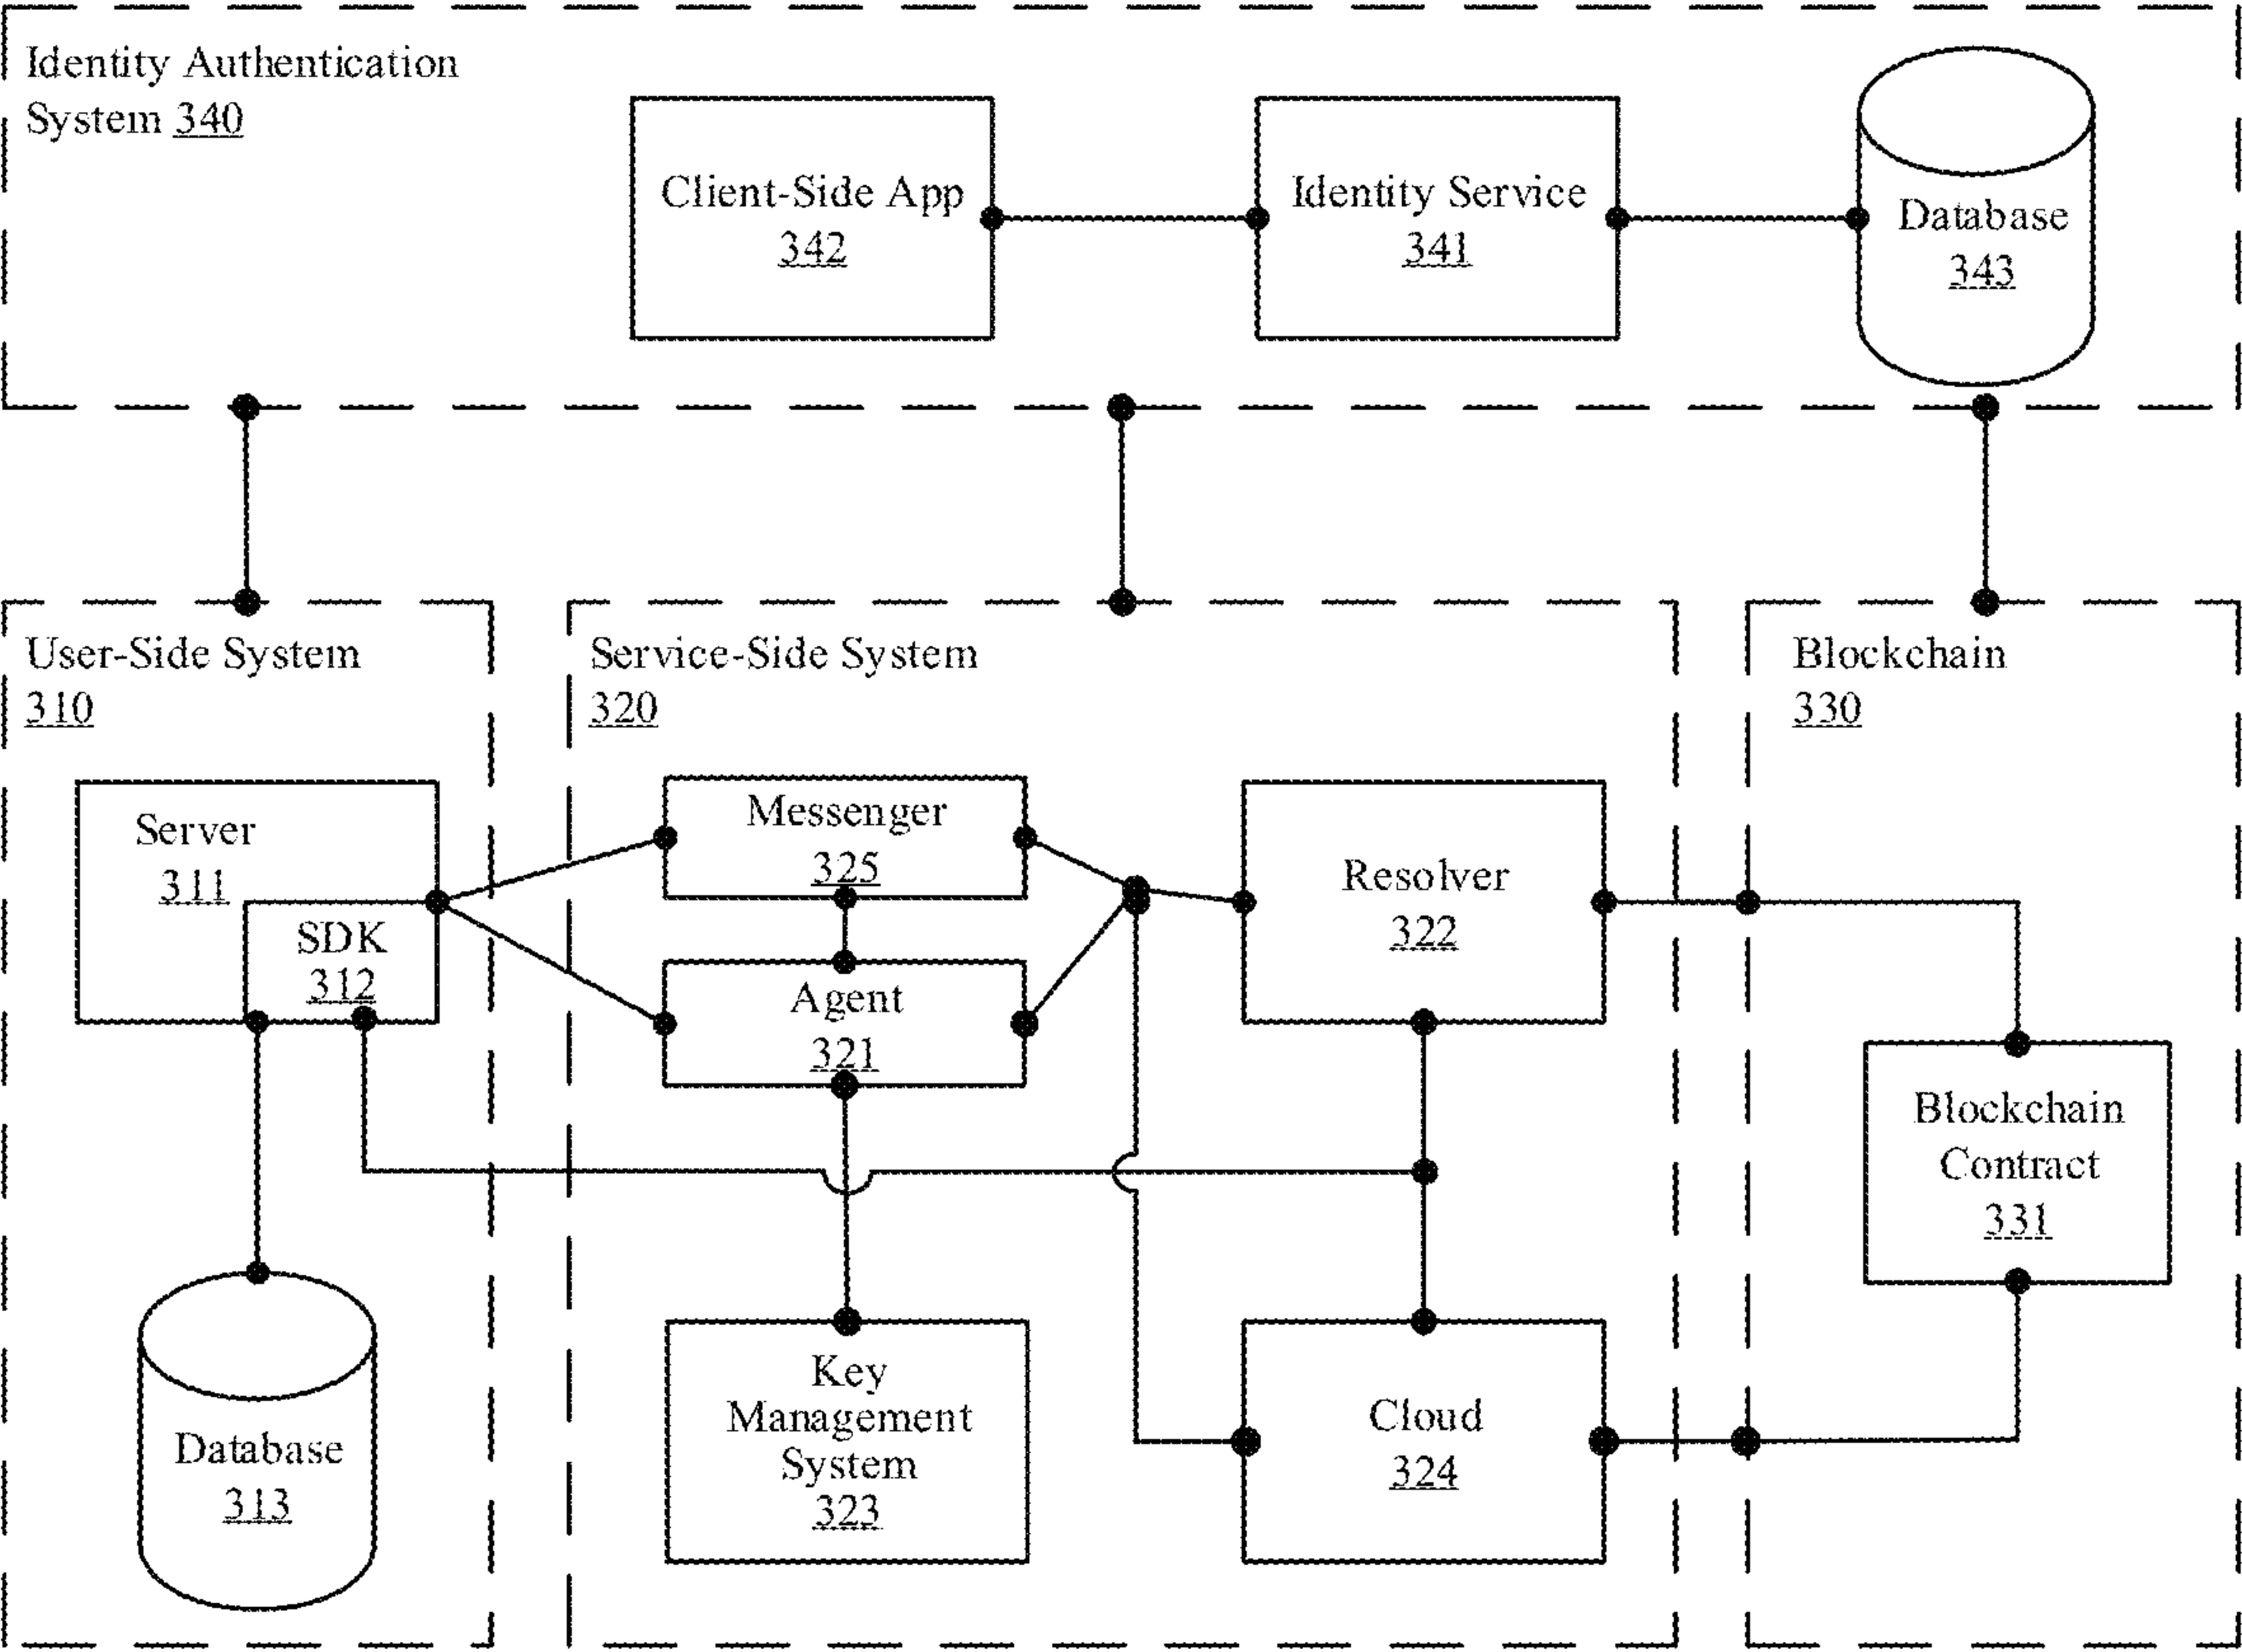 Identity Authentication
System 340
Client-Side App
342
Identity Service
341
Database
343
User-Side System
310
Server
311
SDK
312
Database
313
Service-Side System
320
Messenger
325
Agent
321
Key
Management
System
323
Resolver
322
Cloud
324
Blockchain
330
Blockchain
Contract
331